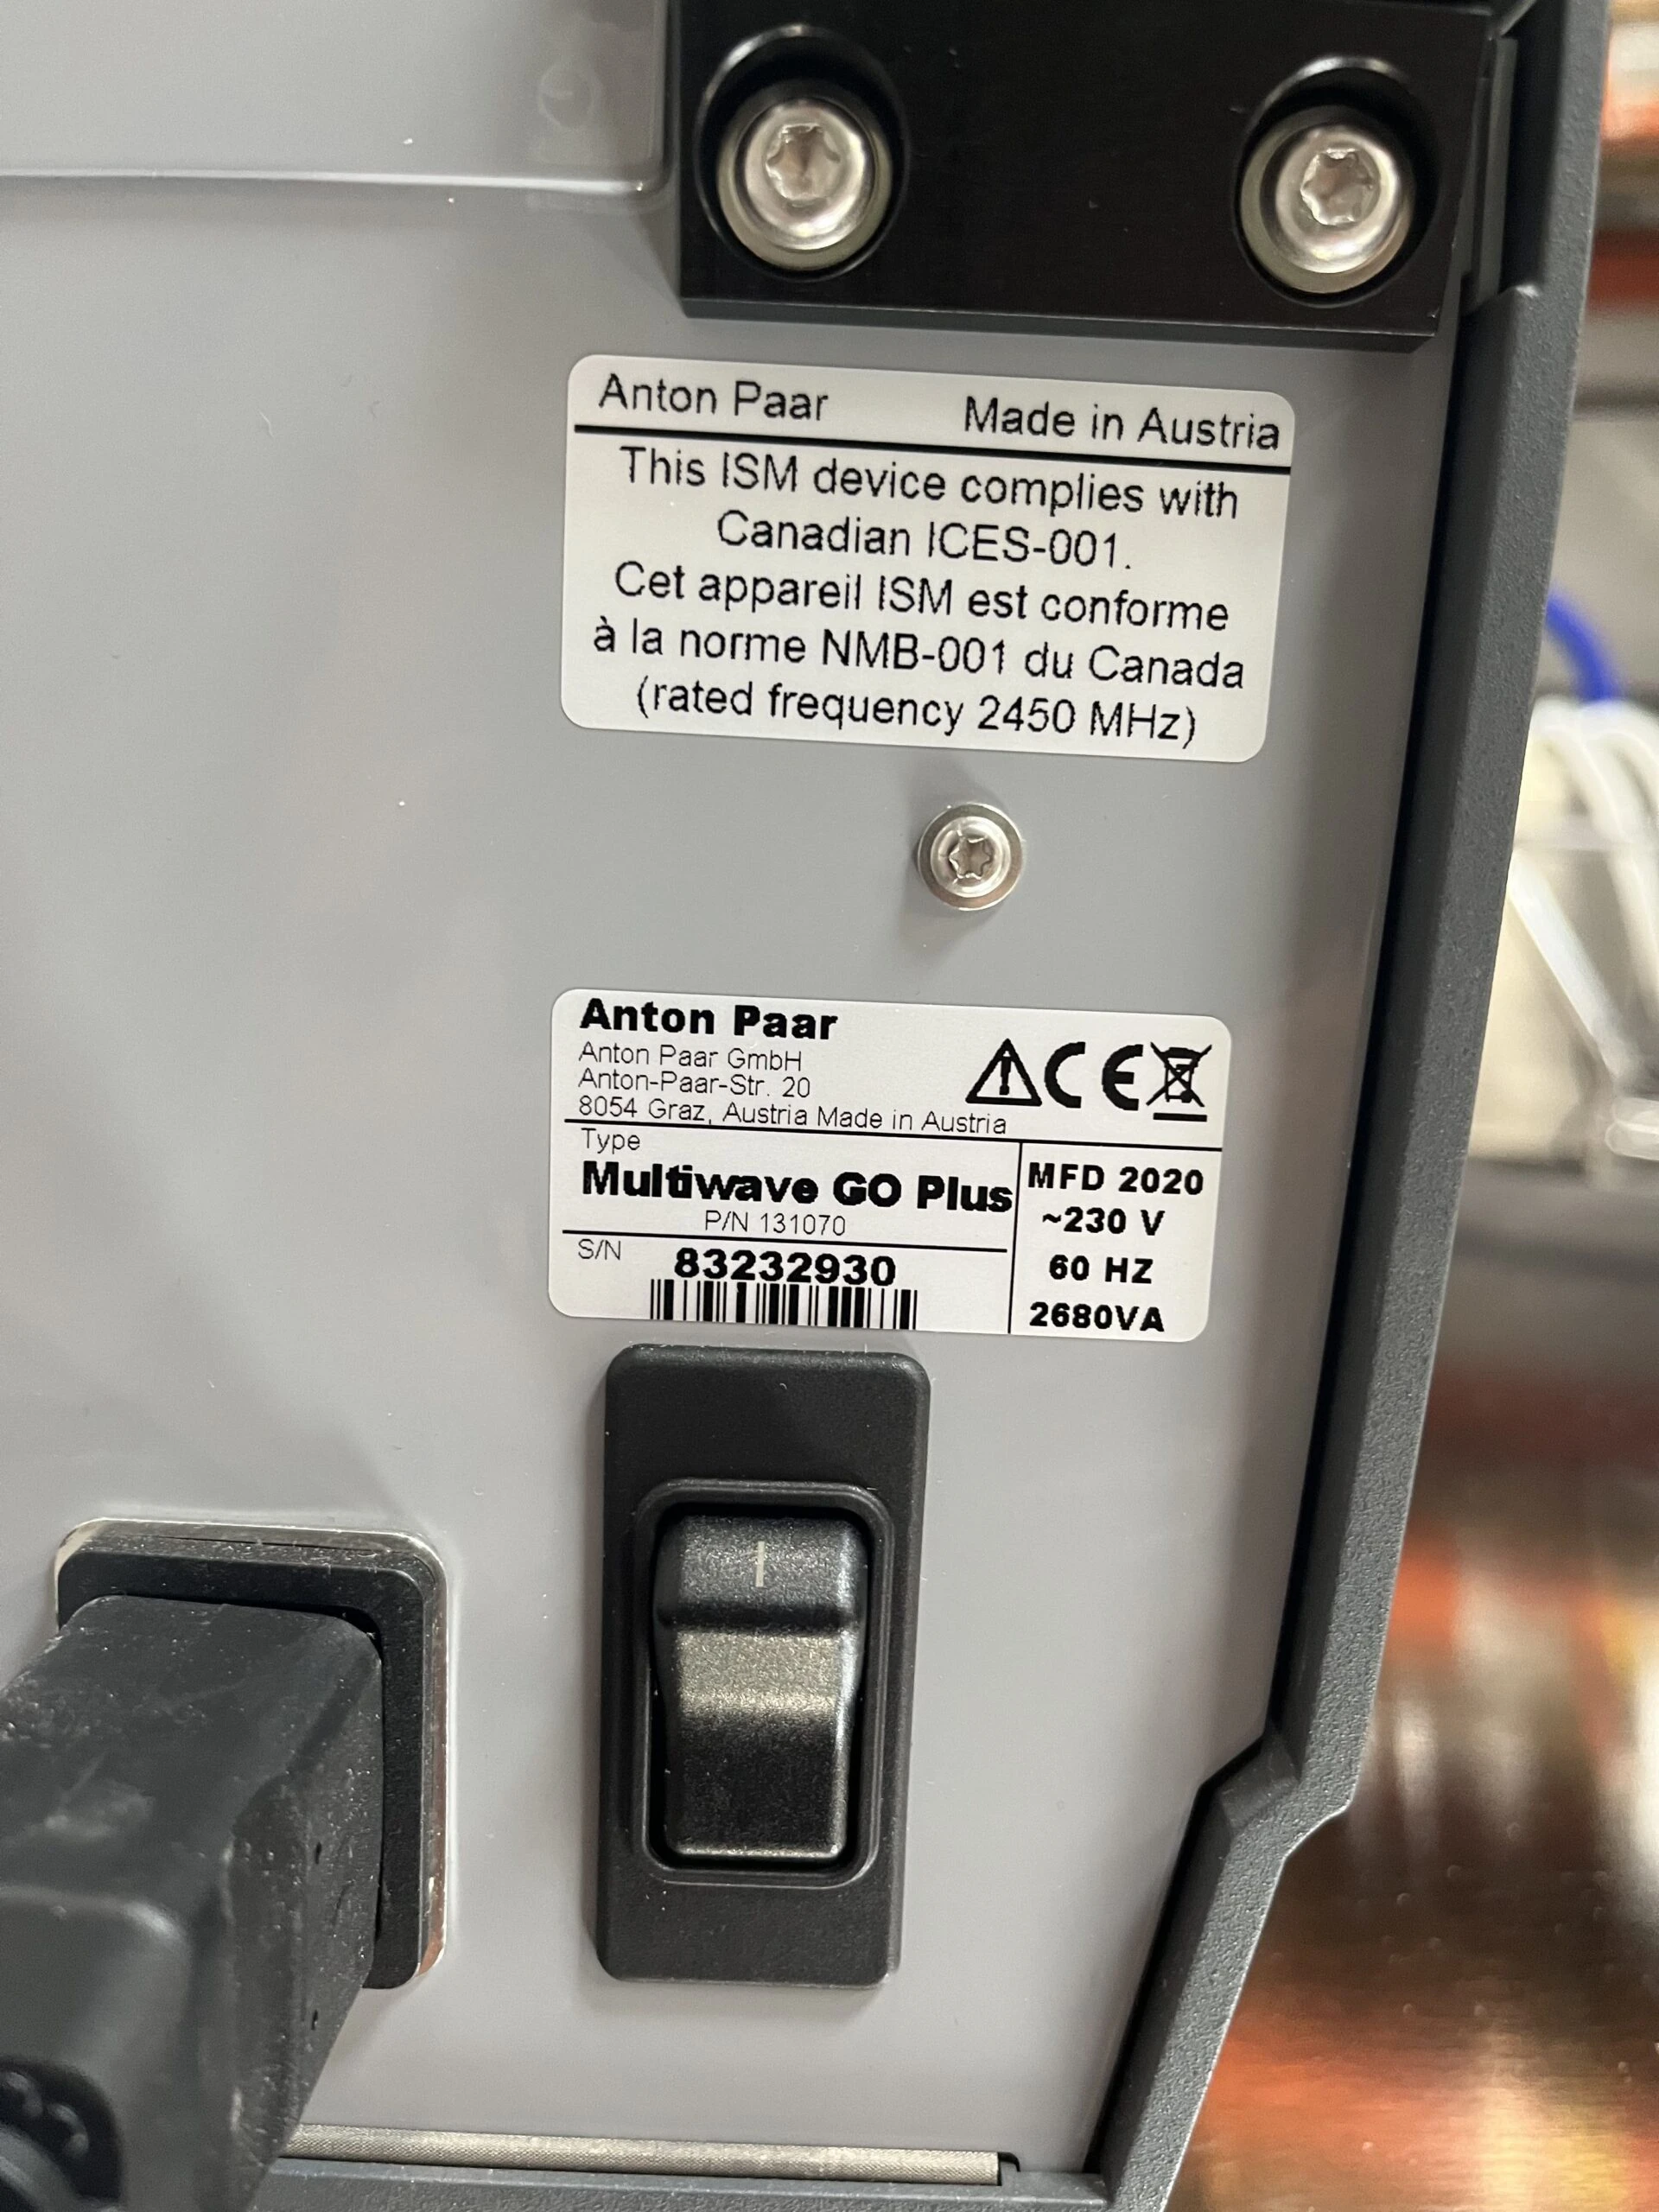 Anton Paar Made in Austria
This ISM device complies with
Canadian ICES-001.
Cet appareil ISM est conforme
à la norme NMB-001 du Canada
(rated frequency 2450 MHz)
Anton Paar
Anton Paar GmbH
Anton-Paar-Str. 20
8054 Graz, Austria Made in Austria
CE
Type
Multiwave GO Plus
P/N 131070
S/N 83232930
MFD 2020
~230 V
60 HZ
2680VA
I